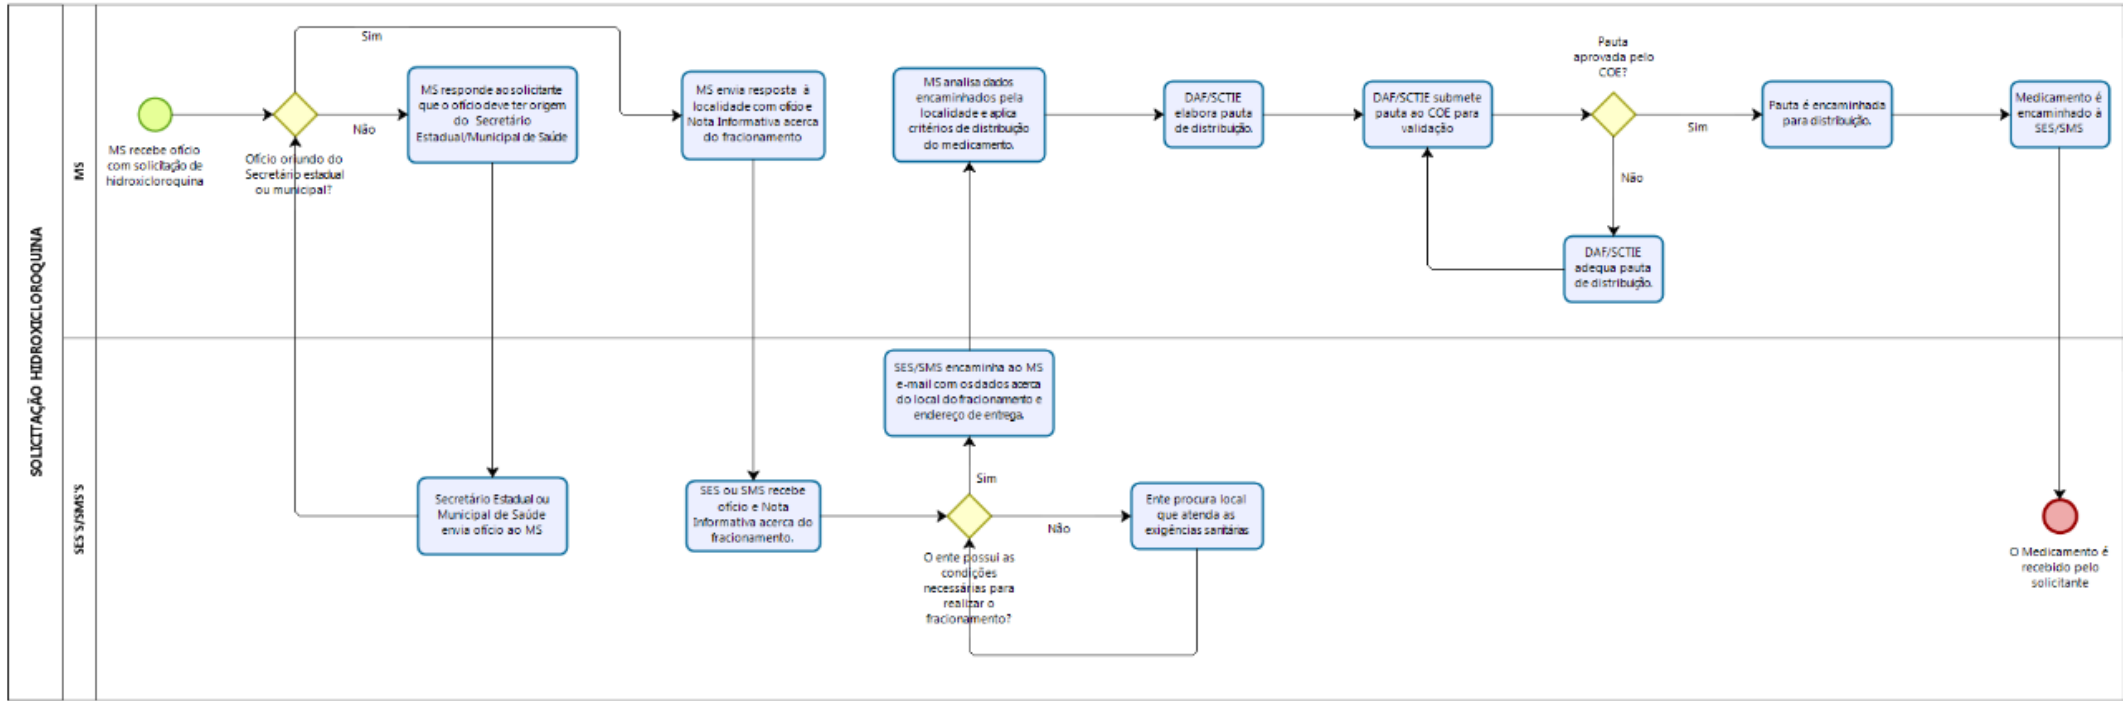 SOLICITAÇÃO HIDROXICLOROQUINA
MS
SES'S/SMS'S
MS recebe ofício
com solicitação de
hidroxicloroquina
Ofício oriundo do
Secretário estadual
ou municipal?
Sim
Não
MS responde ao solicitante
que o ofício deve ter origem
do Secretário
Estadual/Municipal de Saúde
Secretário Estadual ou
Municipal de Saúde
envia ofício ao MS
MS envia resposta à
localidade com ofício e
Nota Informativa acerca
do fracionamento
SES ou SMS recebe
ofício e Nota
Informativa acerca do
fracionamento.
O ente possui as
condições
necessárias para
realizar o
fracionamento?
Sim
Não
Ente procura local
que atenda as
exigências sanitárias
SES/SMS encaminha ao MS
e-mail com os dados acerca
do local do fracionamento e
endereço de entrega.
MS analisa dados
encaminhados pela
localidade e aplica
critérios de distribuição
do medicamento.
DAF/SCTIE
elabora pauta
de distribuição.
DAF/SCTIE submete
pauta ao COE para
validação
Pauta
aprovada pelo
COE?
Sim
Não
DAF/SCTIE
adequa pauta
de distribuição.
Pauta é encaminhada
para distribuição.
Medicamento é
encaminhado à
SES/SMS
O Medicamento é
recebido pelo
solicitante